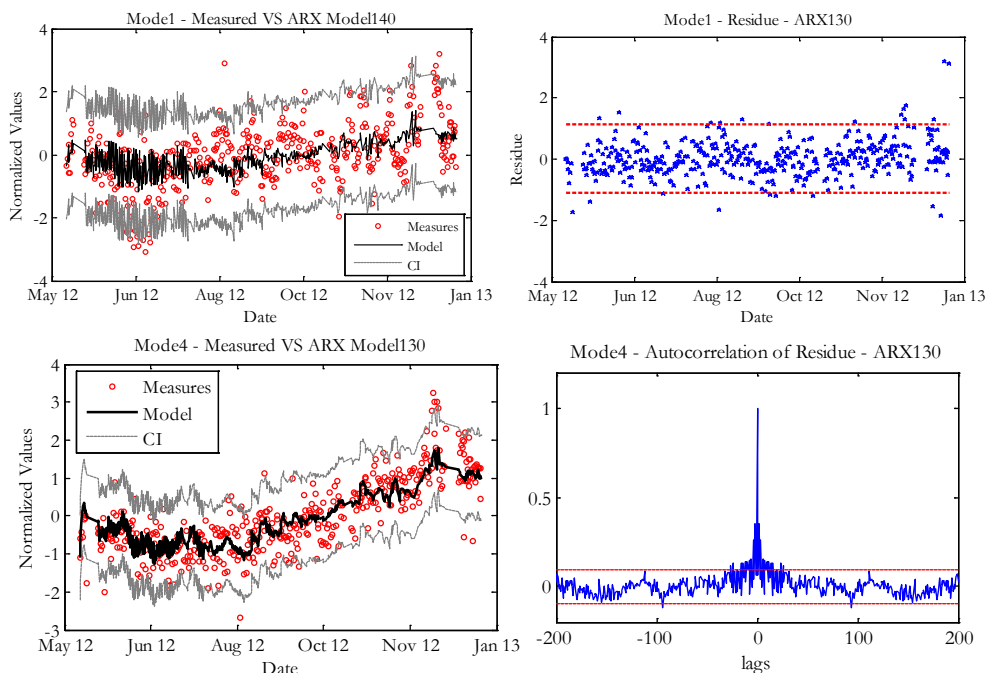 Mode1 - Measured VS ARX Model140
4
2
0
-2
-4
Normalized Values
Measures
Model
CI
May 12
Jun 12
Aug 12
Oct 12
Nov 12
Jan 13
Date
Mode1 - Residue - ARX130
4
2
0
-2
-4
Residue
May 12
Jun 12
Aug 12
Oct 12
Nov 12
Jan 13
Date
Mode4 - Measured VS ARX Model130
4
3
2
1
0
-1
-2
-3
Normalized Values
Measures
Model
CI
May 12
Jun 12
Aug 12
Oct 12
Nov 12
Jan 13
Date
Mode4 - Autocorrelation of Residue - ARX130
1
0.5
0
-200
-100
0
100
200
lags